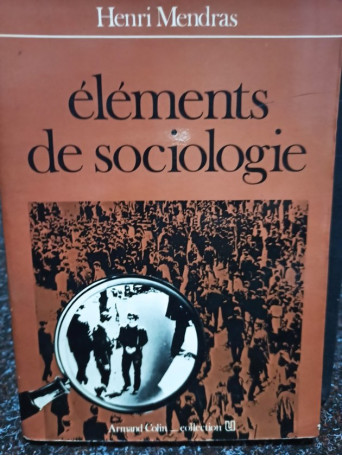 Henri Mendras
éléments
de sociologie
Armand Colin _ collection U